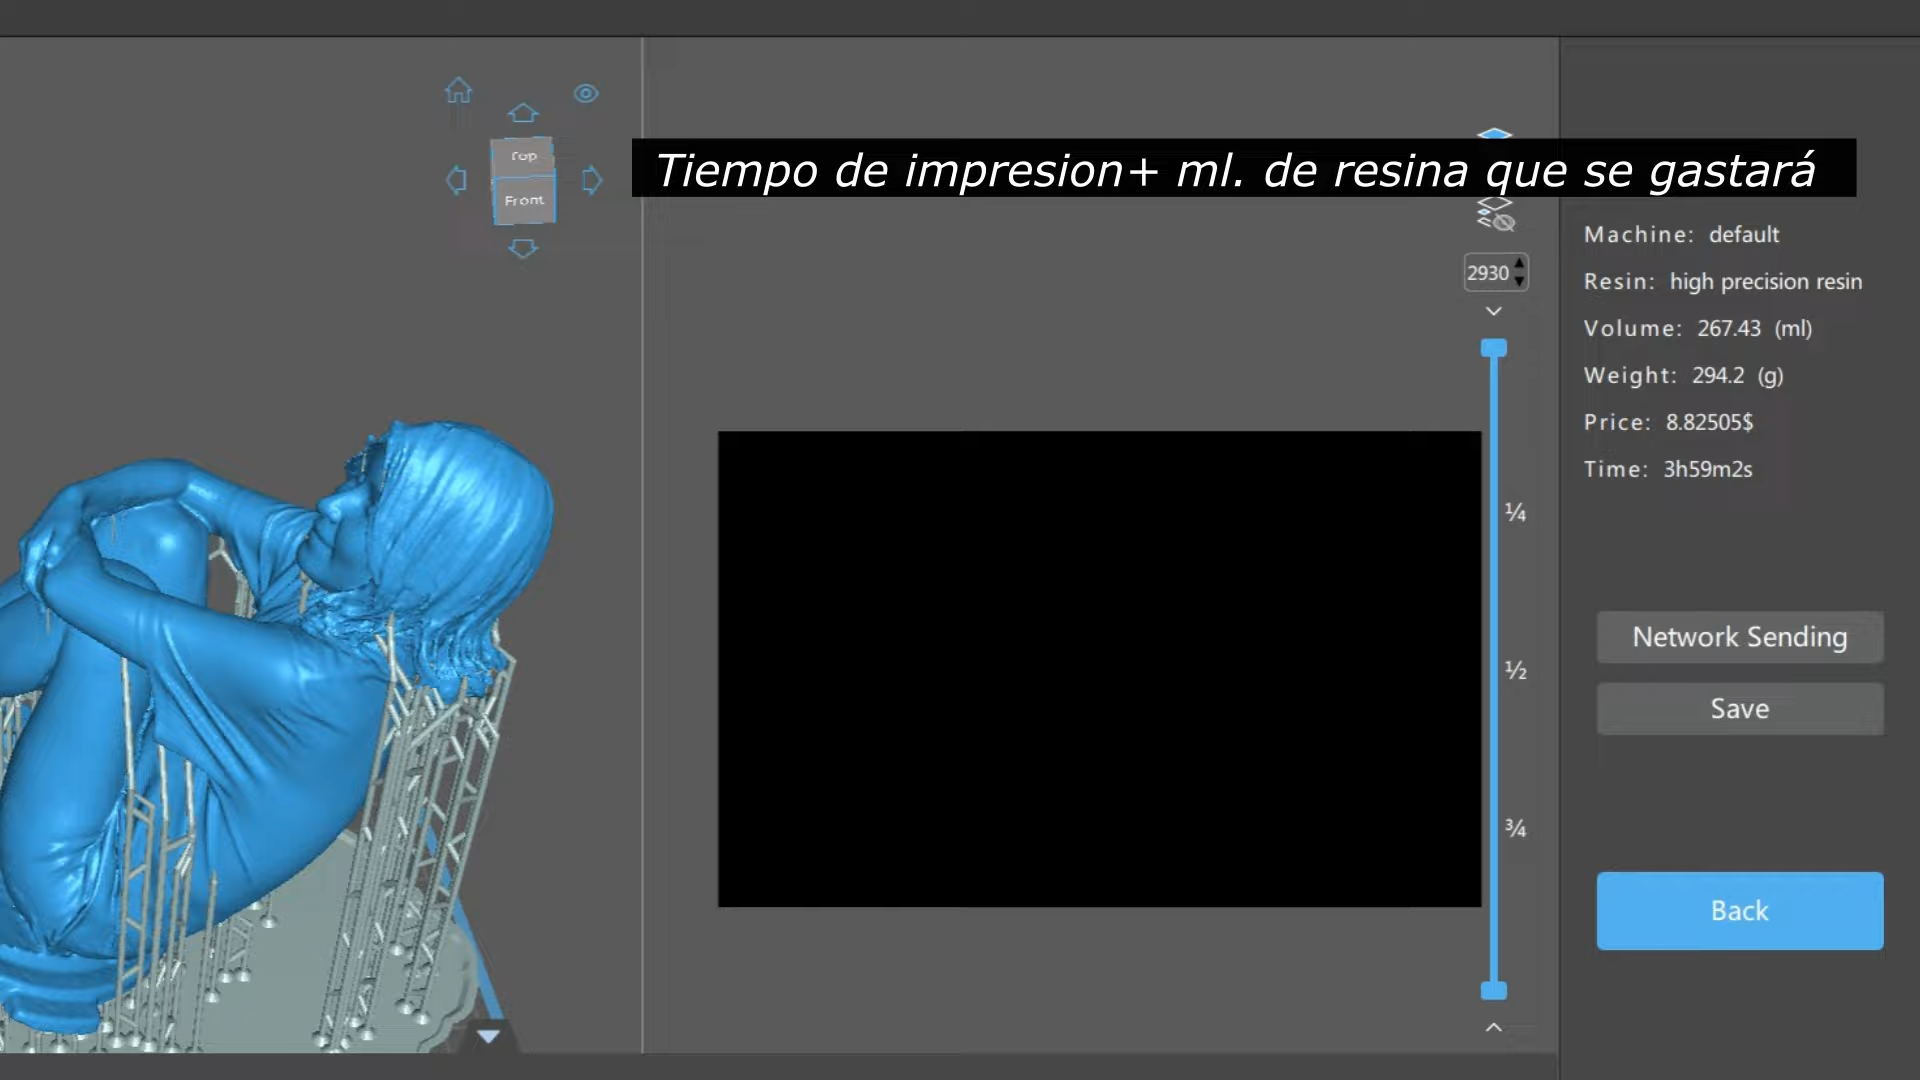 Top
Front
Tiempo de impresion+ ml. de resina que se gastará
2930
¼
½
¾
Machine: default
Resin: high precision resin
Volume: 267.43 (ml)
Weight: 294.2 (g)
Price: 8.82505$
Time: 3h59m2s
Network Sending
Save
Back